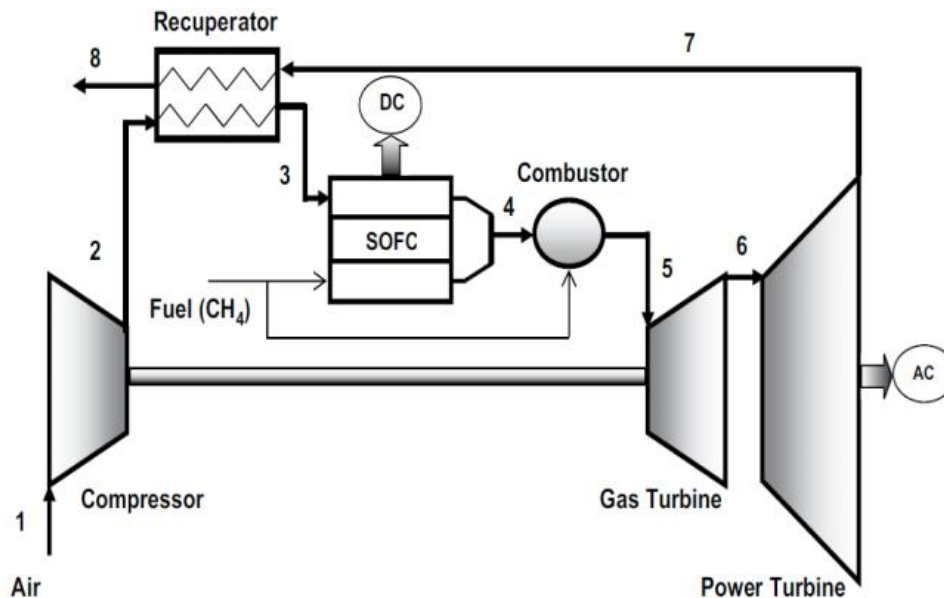 Recuperator
7
8
DC
3
Combustor
4
SOFC
2
5
6
Fuel (CH₄)
AC
Compressor
Gas Turbine
1
Air
Power Turbine